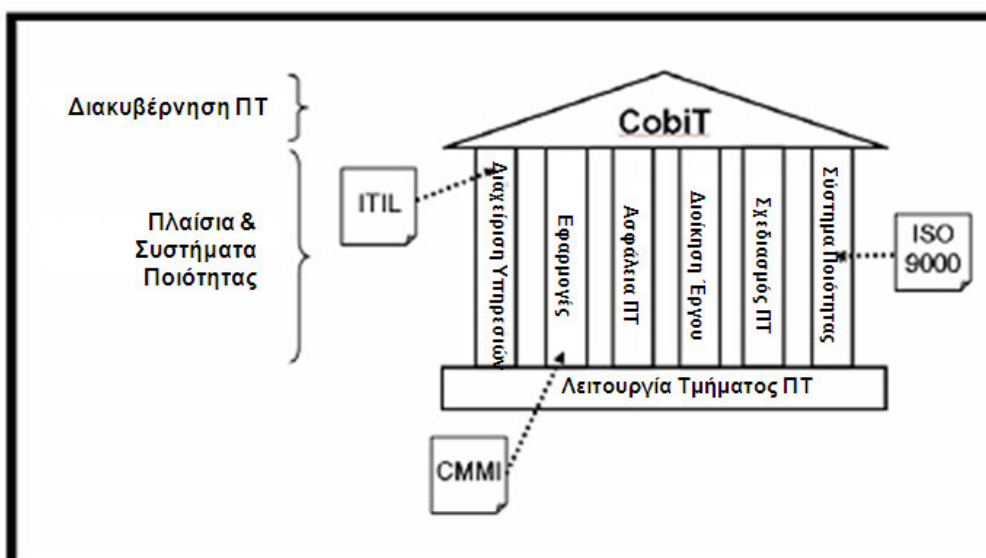 Διακυβέρνηση ΠΤ
CobiT
Πλαίσια &
Συστήματα
Ποιότητας
ITIL
Διαχείριση Υπηρεσιών
Εφαρμογές
Ασφάλεια ΠΤ
Διοίκηση Έργου
Σχεδιασμός ΠΤ
Σύστημα Ποιότητας
ISO
9000
Λειτουργία Τμήματος ΠΤ
CMMI